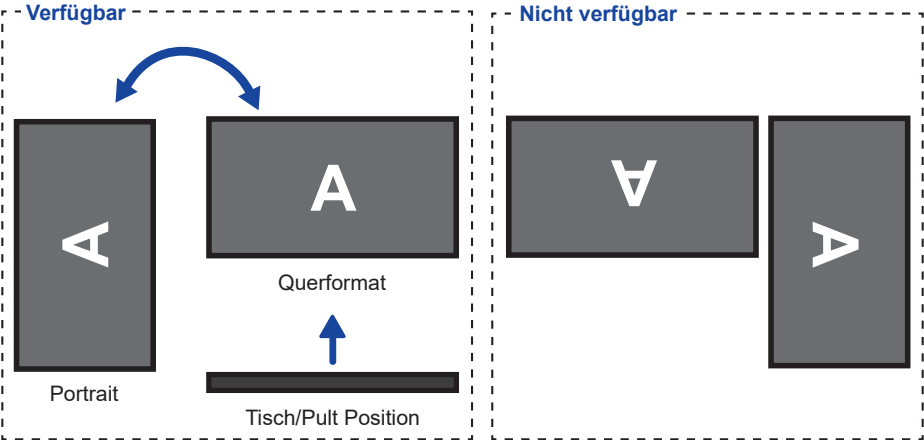 Verfügbar
A
A
Querformat
Portrait
Tisch/Pult Position
Nicht verfügbar
A
A